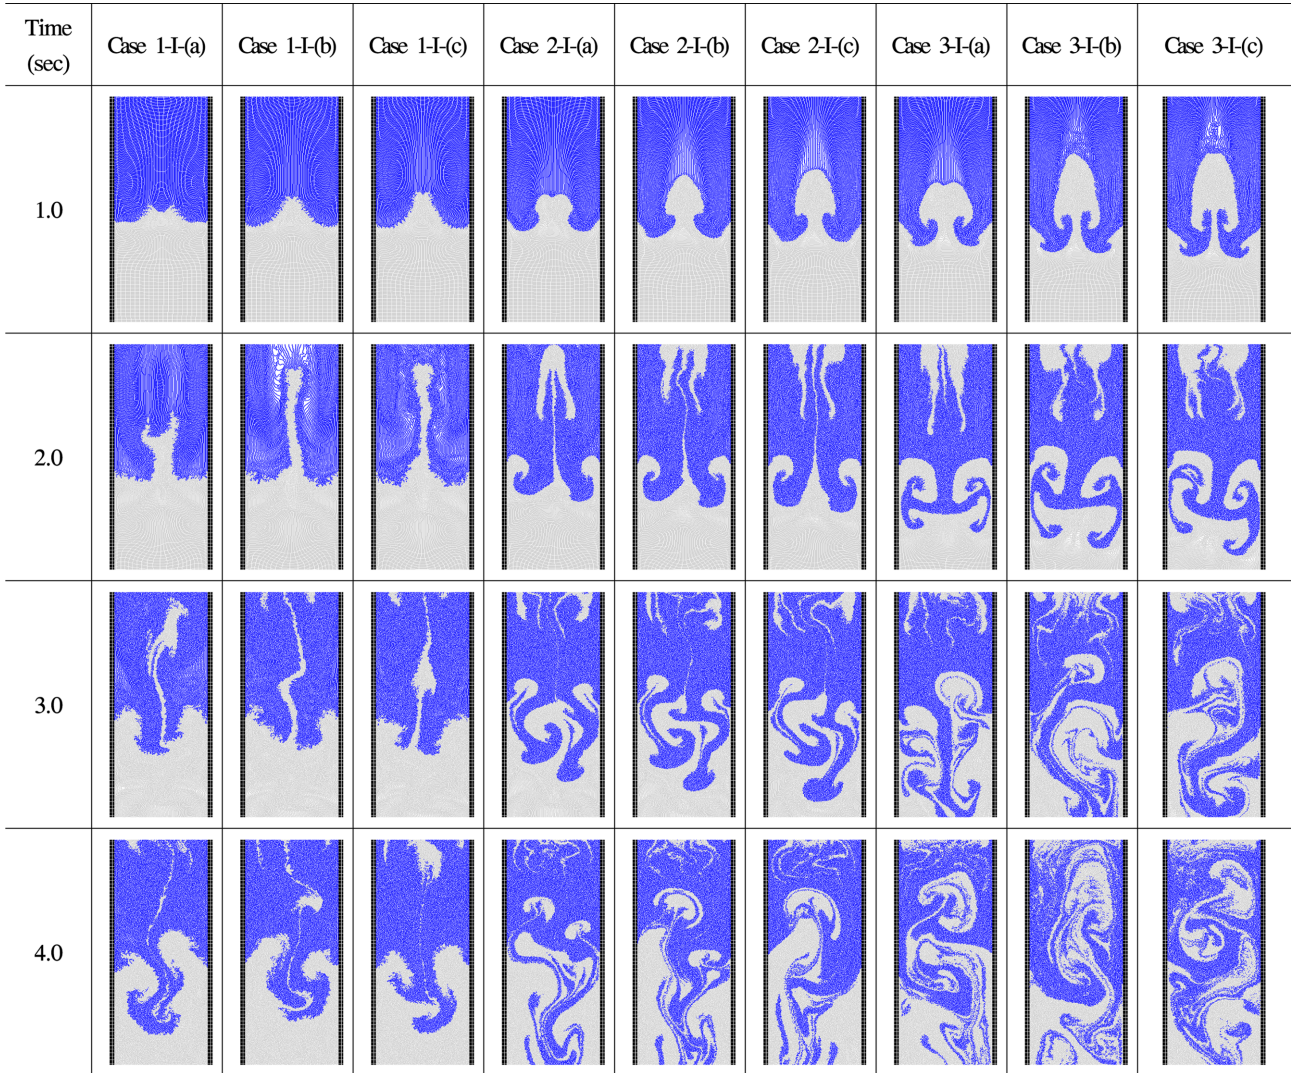 Time
(sec)
Case 1-I-(a)
Case 1-I-(b)
Case 1-I-(c)
Case 2-I-(a)
Case 2-I-(b)
Case 2-I-(c)
Case 3-I-(a)
Case 3-I-(b)
Case 3-I-(c)
1.0
2.0
3.0
4.0